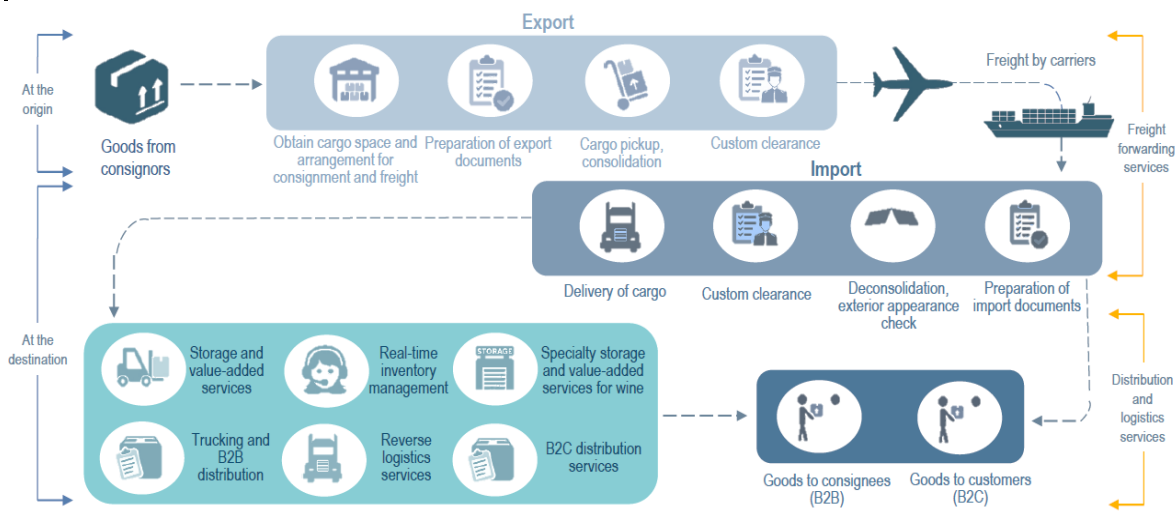 Export
At the
origin
Goods from
consignors
Obtain cargo space and
arrangement for
consignment and freight
Preparation of export
documents
Cargo pickup,
consolidation
Custom clearance
Freight by carriers
Freight
forwarding
services
Import
Delivery of cargo
Custom clearance
Deconsolidation,
exterior appearance
check
Preparation of
import documents
At the
destination
Storage and
value-added
services
Real-time
inventory
management
STORAGE
Specialty storage
and value-added
services for wine
Trucking and
B2B
distribution
Reverse
logistics
services
B2C distribution
services
Goods to consignees
(B2B)
Goods to customers
(B2C)
Distribution
and
logistics
services